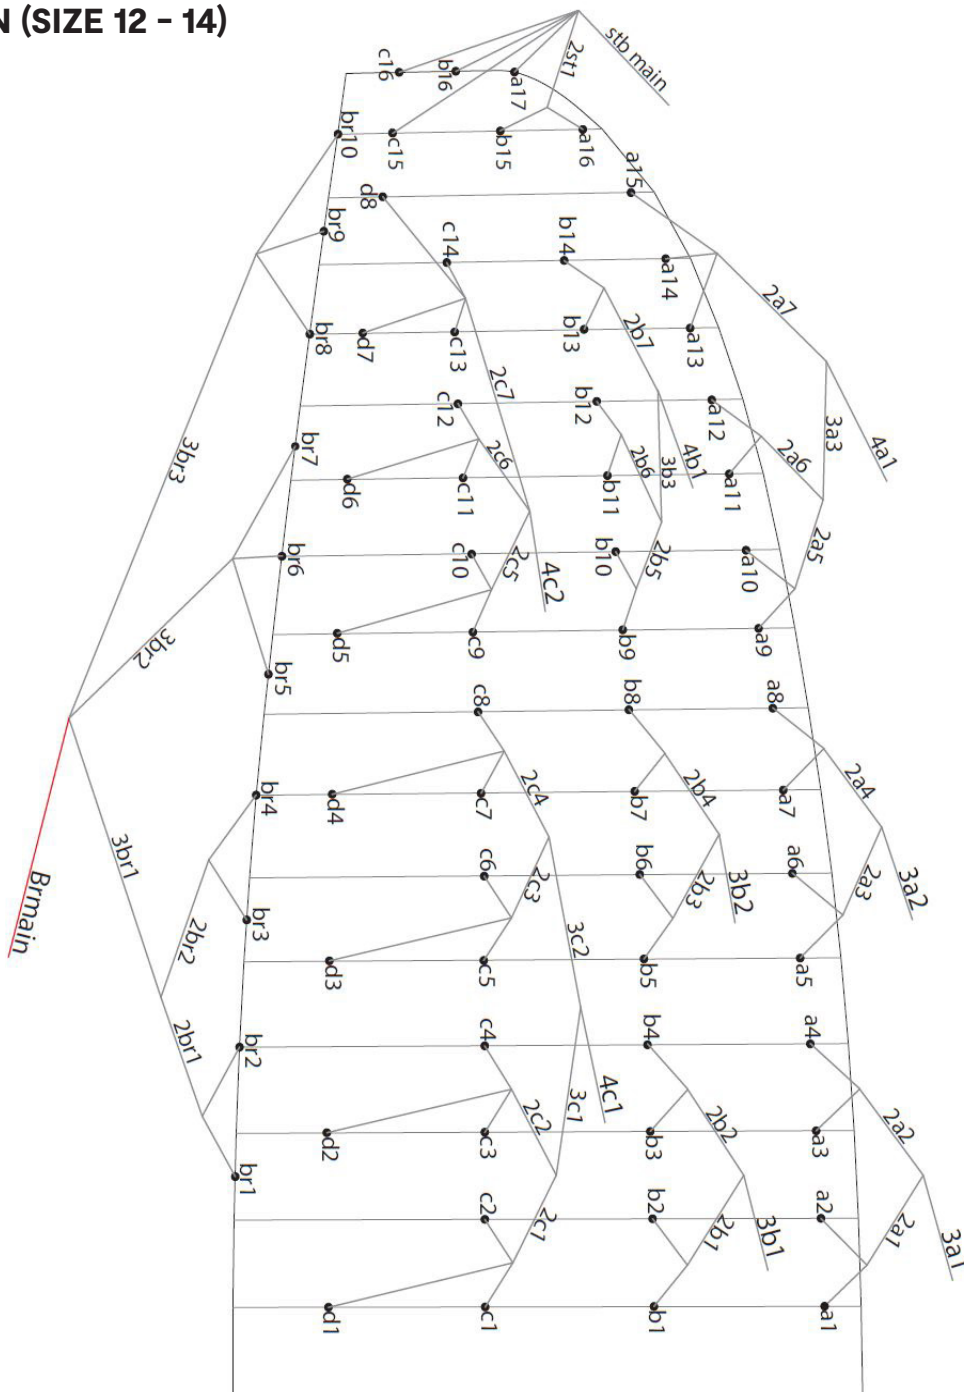 N (SIZE 12 – 14)
stb main
2st1
c16
b16
a17
br10
c15
b15
a16
a15
d8
br9
c14
b14
a14
2a7
br8
d7
c13
b13
2b1
a13
2c7
c12
b12
a12
3a3
4a1
3br3
br7
2c6
2b6
3b3
4b1
2a6
d6
c11
b11
a11
br6
c10
2c5
4c2
b10
2b5
a10
2a5
3br2
d5
c9
b9
a9
br5
c8
b8
a8
br4
d4
2c4
c7
b7
2b4
a7
2a4
3br1
Brmain
c6
2c3
b6
2b3
3b2
a6
2a3
3a2
br3
2br2
d3
c5
3c2
b5
a5
2br1
br2
c4
b4
a4
4c1
3c1
d2
c3
2c2
b3
2b2
a3
2a2
br1
c2
2c1
b2
2b1
3b1
a2
2a1
3a1
d1
c1
b1
a1